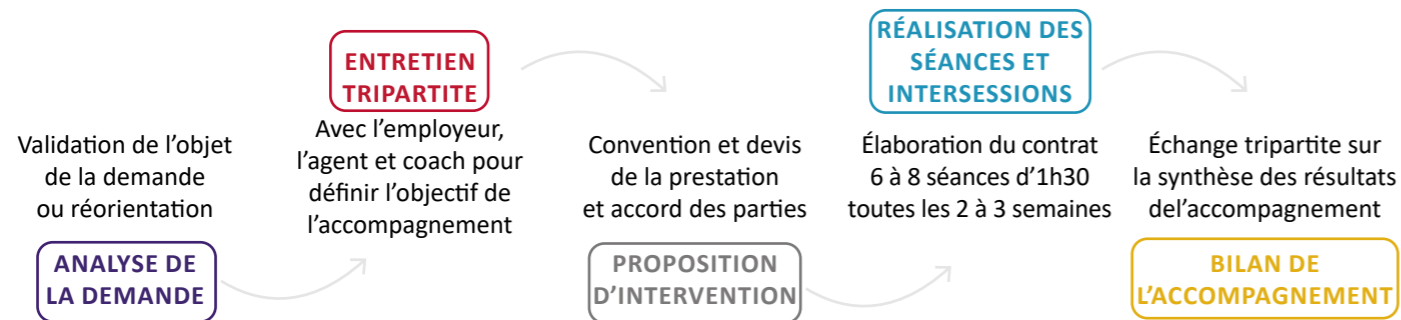 Validation de l’objet
de la demande
ou réorientation
ANALYSE DE
LA DEMANDE
ENTRETIEN
TRIPARTITE
Avec l’employeur,
l’agent et coach pour
définir l’objectif de
l’accompagnement
Convention et devis
de la prestation
et accord des parties
PROPOSITION
D’INTERVENTION
RÉALISATION DES
SÉANCES ET
INTERSESSIONS
Élaboration du contrat
6 à 8 séances d’1h30
toutes les 2 à 3 semaines
Échange tripartite sur
la synthèse des résultats
del’accompagnement
BILAN DE
L’ACCOMPAGNEMENT